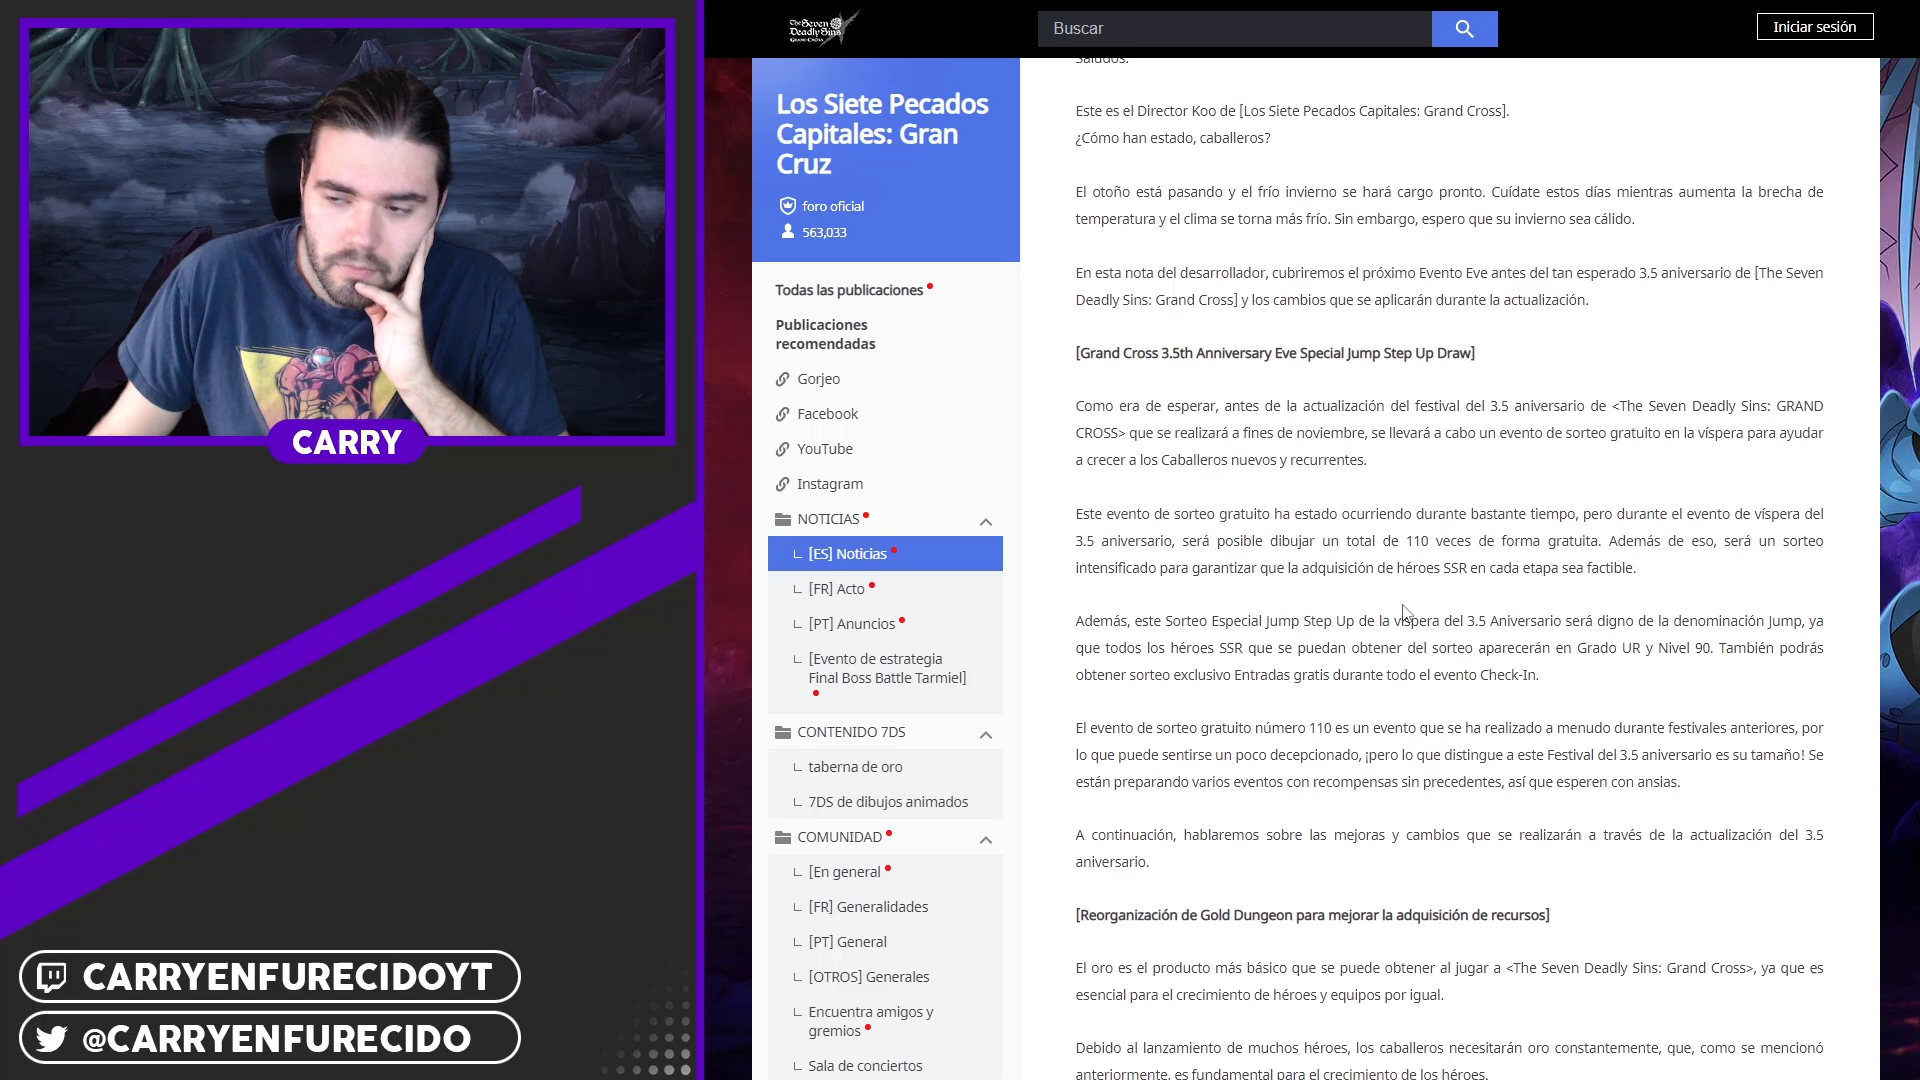 CARRY
CARRYENFURECIDOYT
@CARRYENFURECIDO
The Seven
Deadly Sins
GRAND CROSS
Buscar
Iniciar sesión
Los Siete Pecados
Capitales: Gran
Cruz
foro oficial
563,033
Todas las publicaciones
Publicaciones
recomendadas
Gorjeo
Facebook
YouTube
Instagram
NOTICIAS
[ES] Noticias
[FR] Acto
[PT] Anuncios
[Evento de estrategia
Final Boss Battle Tarmiel]
CONTENIDO 7DS
taberna de oro
7DS de dibujos animados
COMUNIDAD
[En general
[FR] Generalidades
[PT] General
[OTROS] Generales
Encuentra amigos y
gremios
Sala de conciertos
Saludos.
Este es el Director Koo de [Los Siete Pecados Capitales: Grand Cross].
¿Cómo han estado, caballeros?
El otoño está pasando y el frío invierno se hará cargo pronto. Cuídate estos días mientras aumenta la brecha de
temperatura y el clima se torna más frío. Sin embargo, espero que su invierno sea cálido.
En esta nota del desarrollador, cubriremos el próximo Evento Eve antes del tan esperado 3.5 aniversario de [The Seven
Deadly Sins: Grand Cross] y los cambios que se aplicarán durante la actualización.
[Grand Cross 3.5th Anniversary Eve Special Jump Step Up Draw]
Como era de esperar, antes de la actualización del festival del 3.5 aniversario de <The Seven Deadly Sins: GRAND
CROSS> que se realizará a fines de noviembre, se llevará a cabo un evento de sorteo gratuito en la víspera para ayudar
a crecer a los Caballeros nuevos y recurrentes.
Este evento de sorteo gratuito ha estado ocurriendo durante bastante tiempo, pero durante el evento de víspera del
3.5 aniversario, será posible dibujar un total de 110 veces de forma gratuita. Además de eso, será un sorteo
intensificado para garantizar que la adquisición de héroes SSR en cada etapa sea factible.
Además, este Sorteo Especial Jump Step Up de la víspera del 3.5 Aniversario será digno de la denominación Jump, ya
que todos los héroes SSR que se puedan obtener del sorteo aparecerán en Grado UR y Nivel 90. También podrás
obtener sorteo exclusivo Entradas gratis durante todo el evento Check-In.
El evento de sorteo gratuito número 110 es un evento que se ha realizado a menudo durante festivales anteriores, por
lo que puede sentirse un poco decepcionado, ¡pero lo que distingue a este Festival del 3.5 aniversario es su tamaño! Se
están preparando varios eventos con recompensas sin precedentes, así que esperen con ansias.
A continuación, hablaremos sobre las mejoras y cambios que se realizarán a través de la actualización del 3.5
aniversario.
[Reorganización de Gold Dungeon para mejorar la adquisición de recursos]
El oro es el producto más básico que se puede obtener al jugar a <The Seven Deadly Sins: Grand Cross>, ya que es
esencial para el crecimiento de héroes y equipos por igual.
Debido al lanzamiento de muchos héroes, los caballeros necesitarán oro constantemente, que, como se mencionó
anteriormente, es fundamental para el crecimiento de los héroes.